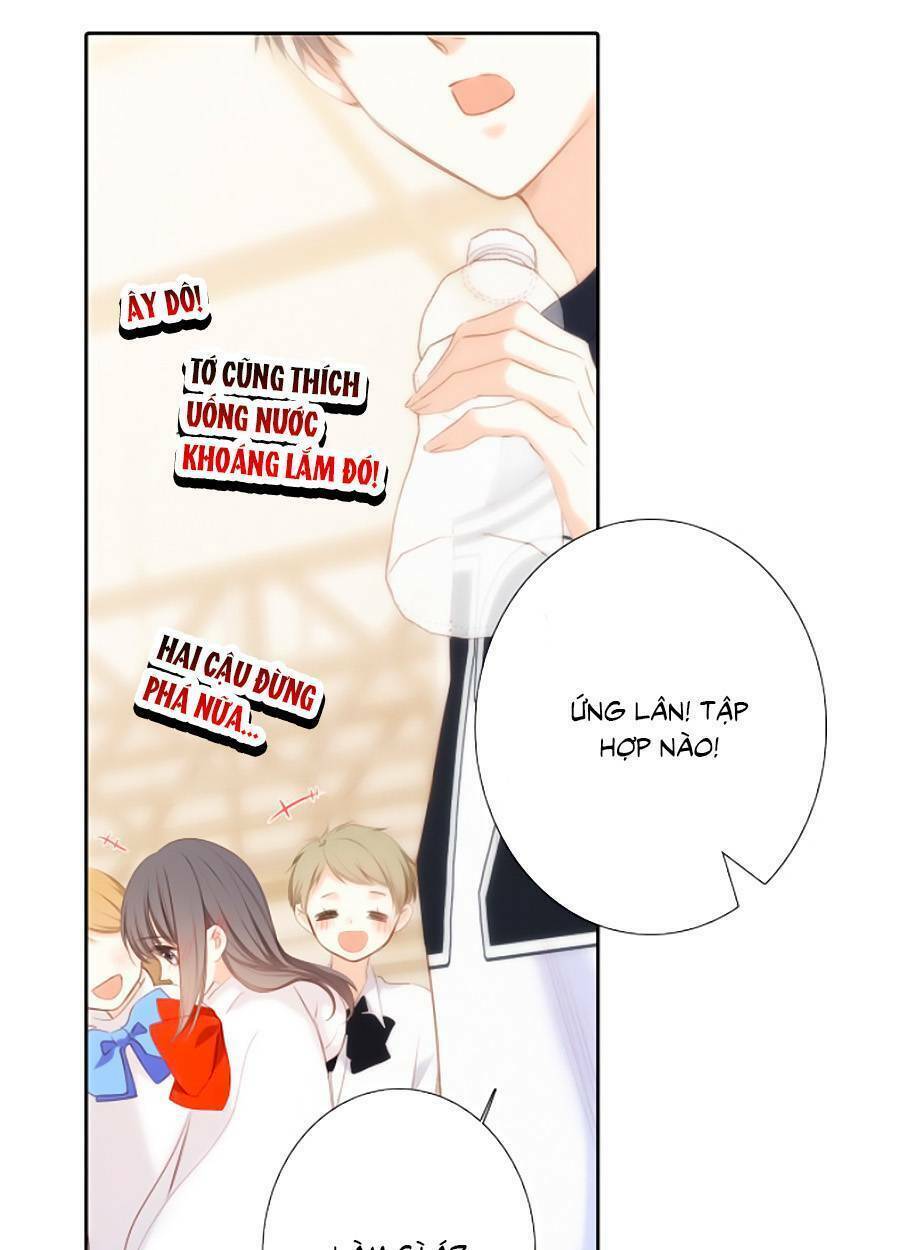 ÂY DÔ!
TỚ CŨNG THÍCH
UỐNG NƯỚC
KHOÁNG LẮM ĐÓ!
HAI CẬU ĐỪNG
PHÁ NỮA...
ỨNG LÂN! TẬP
HỢP NÀO!